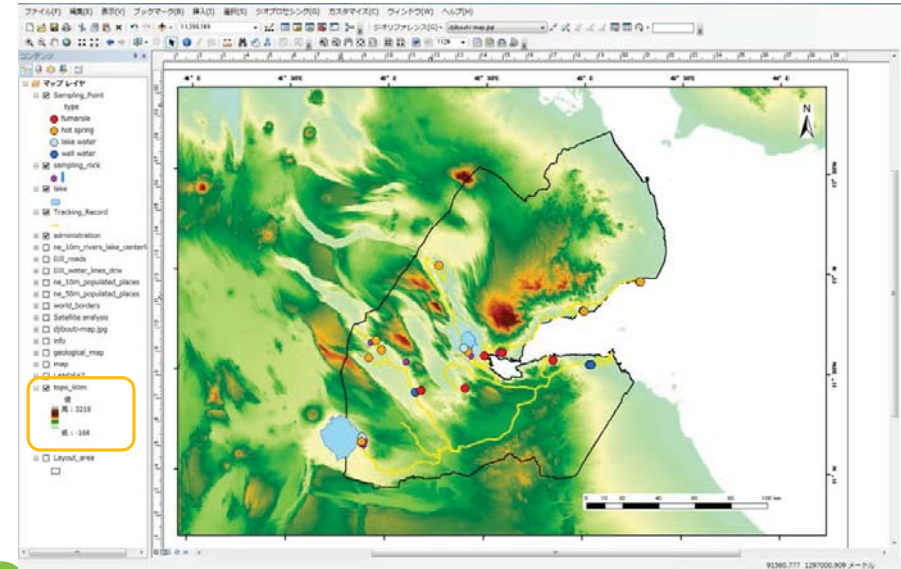 ファイル(F) 編集(E) 表示(V) ブックマーク(B) 挿入(I) 選択(S) ジオプロセシング(G) カスタマイズ(C) ウィンドウ(W) ヘルプ(H)
ジオリファレンス(G)
djibouti-map.jpg
コンテンツ
マップ レイヤ
Sampling_Point
type
fumarole
hot spring
lake water
well water
sampling_rock
lake
Tracking_Record
administration
ne_10m_rivers_lake_centerli
DJI_roads
DJI_water_lines_dcw
ne_10m_populated_places
ne_50m_populated_places
world_borders
Satellite analysis
djibouti-map.jpg
info
geological_map
map
LANDSAT
topo_90m
値
高 : 3218
低 : -168
Layout_area
N
0 10 20 40 60 80 100 km
91360.777 1297000.909 メートル